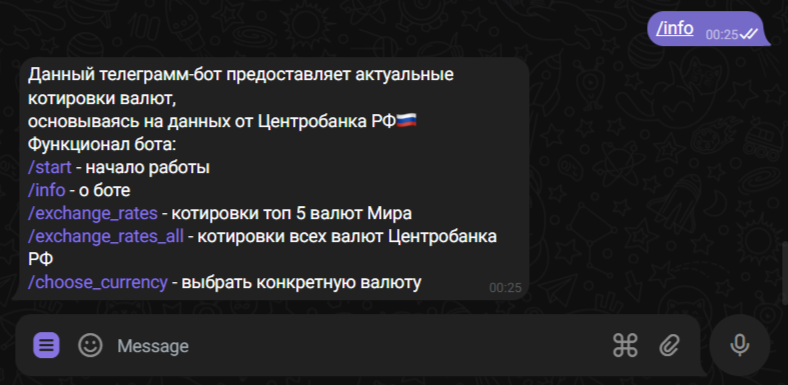 /info 00:25
Данный телеграмм-бот предоставляет актуальные
котировки валют,
основываясь на данных от Центробанка РФ🇷🇺
Функционал бота:
/start - начало работы
/info - о боте
/exchange_rates - котировки топ 5 валют Мира
/exchange_rates_all - котировки всех валют Центробанка
РФ
/choose_currency - выбрать конкретную валюту 00:25
Message